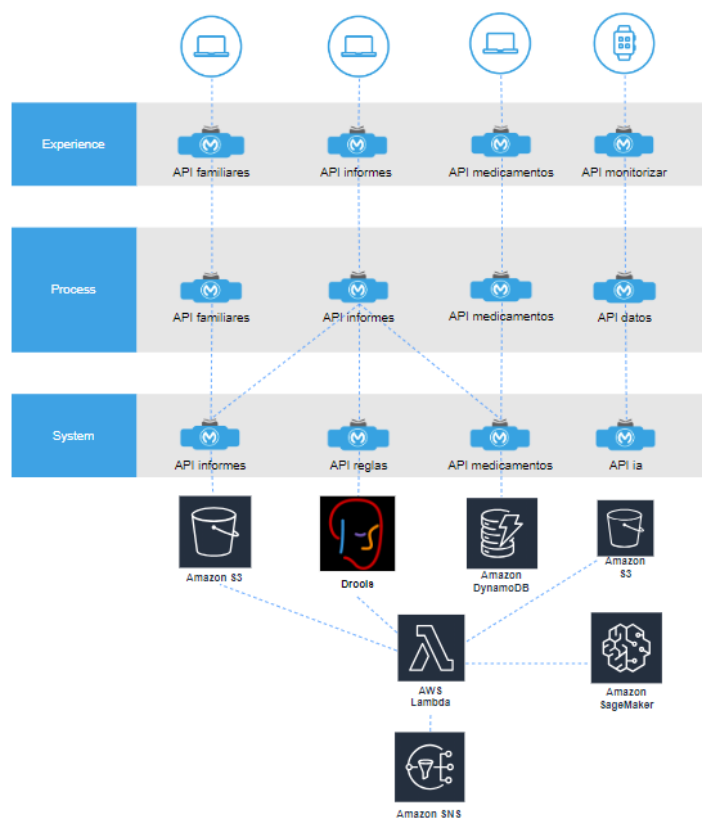 Experience
API familiares
API informes
API medicamentos
API monitorizar
Process
API familiares
API informes
API medicamentos
API datos
System
API informes
API reglas
API medicamentos
API ia
Amazon S3
Drools
Amazon
DynamoDB
Amazon
S3
AWS
Lambda
Amazon
SageMaker
Amazon SNS